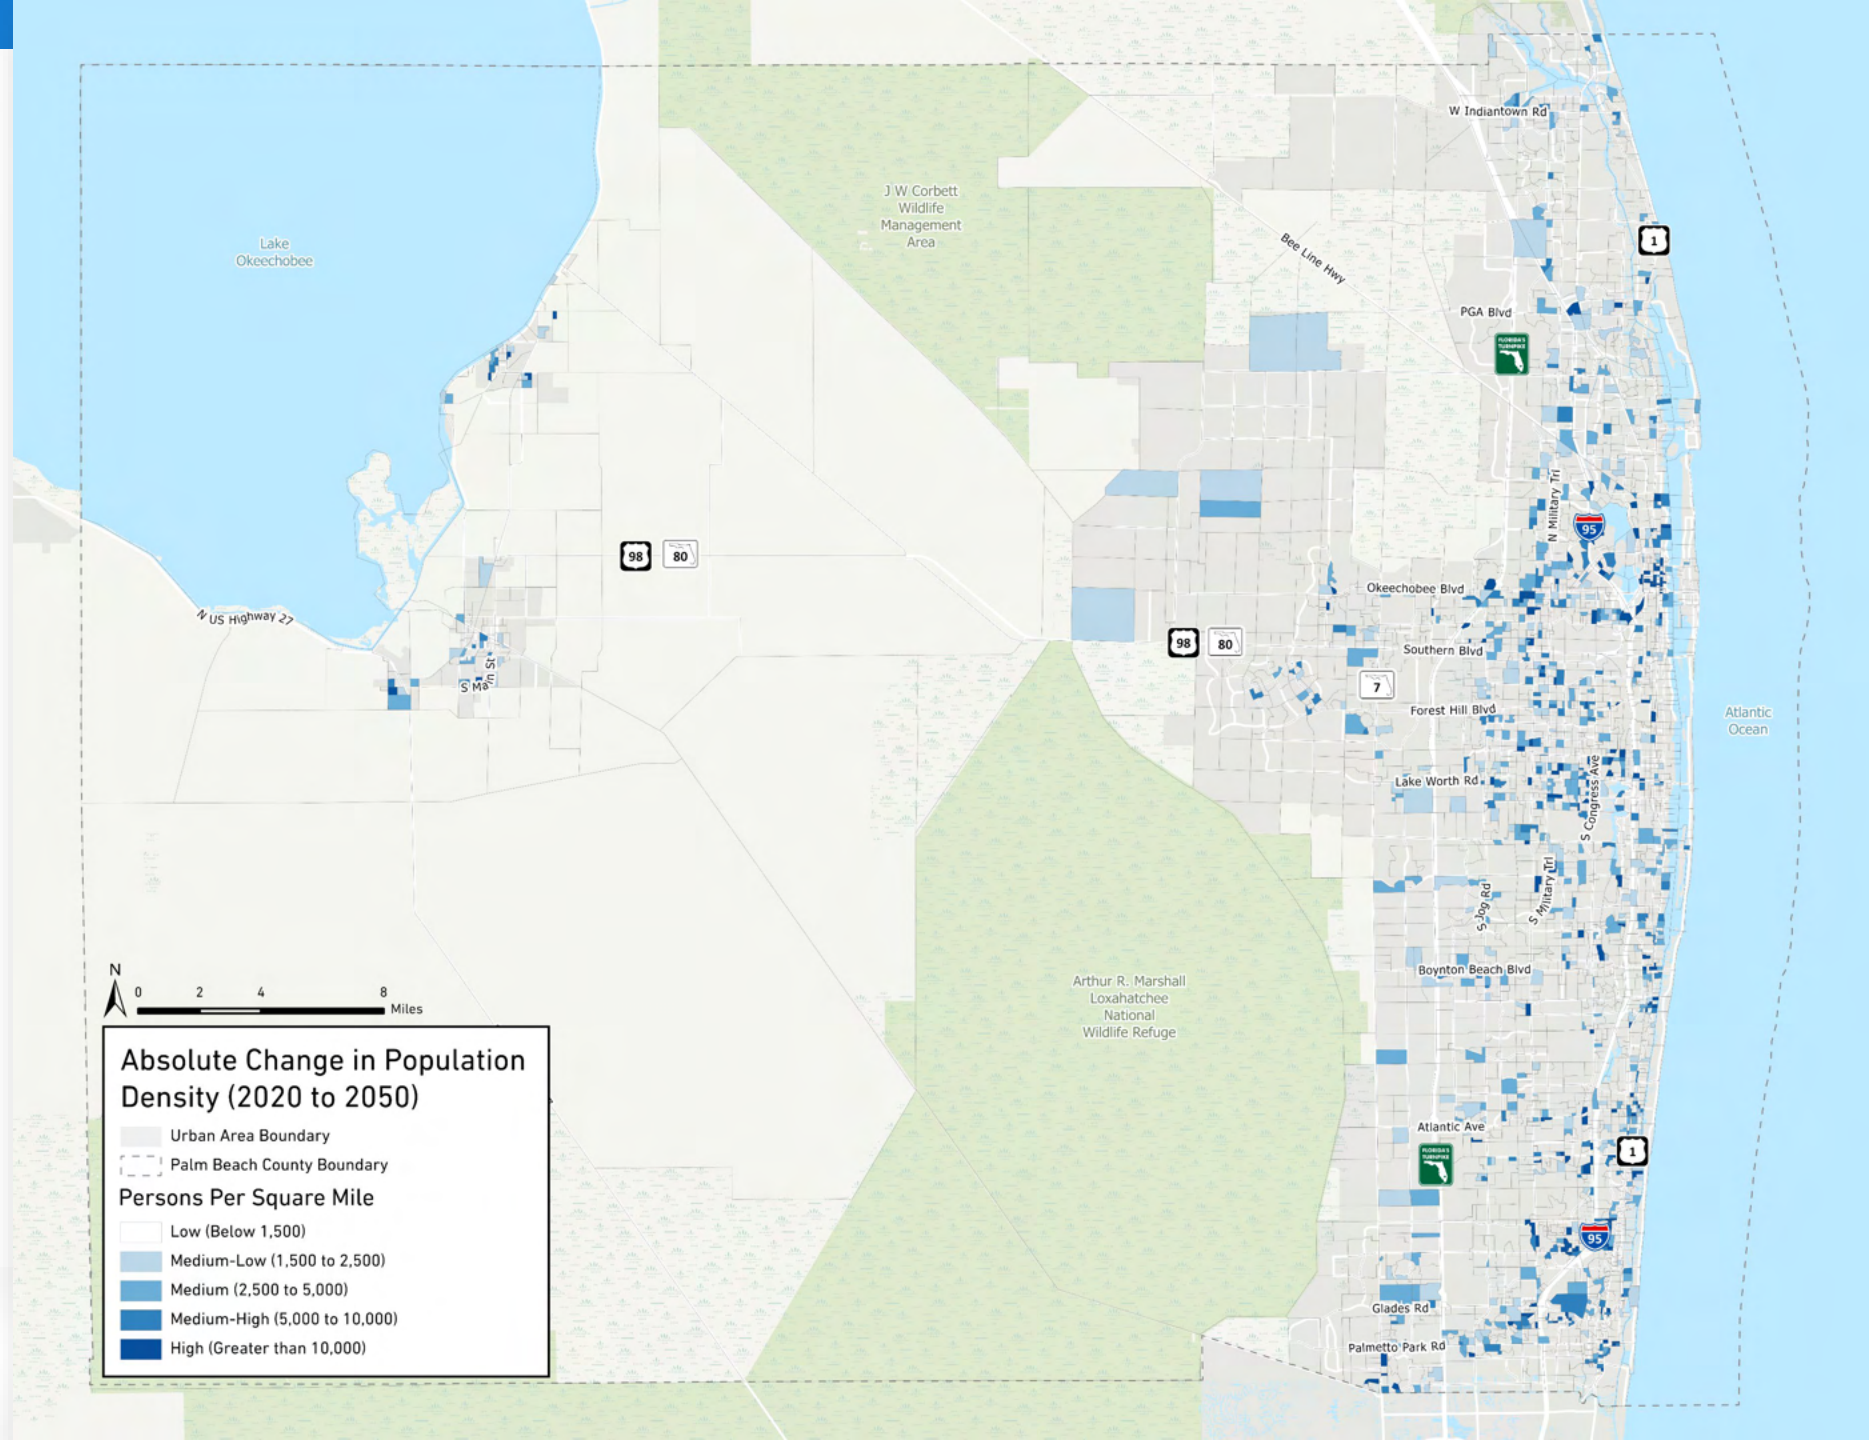 W Indiantown Rd
J W Corbett
Wildlife
Management
Area
Lake
Okeechobee
1
Bee Line Hwy
PGA Blvd
FLORIDA'S
TURNPIKE
N Military Trl
95
98
80
Okeechobee Blvd
N US Highway 27
98
80
Southern Blvd
S Main St
7
Forest Hill Blvd
Atlantic
Ocean
Lake Worth Rd
S Congress Ave
S Jog Rd
S Military Trl
Boynton Beach Blvd
Arthur R. Marshall
Loxahatchee
National
Wildlife Refuge
N
0 2 4 8
Miles
Absolute Change in Population
Density (2020 to 2050)
Urban Area Boundary
Palm Beach County Boundary
Persons Per Square Mile
Low (Below 1,500)
Medium-Low (1,500 to 2,500)
Medium (2,500 to 5,000)
Medium-High (5,000 to 10,000)
High (Greater than 10,000)
Atlantic Ave
FLORIDA'S
TURNPIKE
1
95
Glades Rd
Palmetto Park Rd